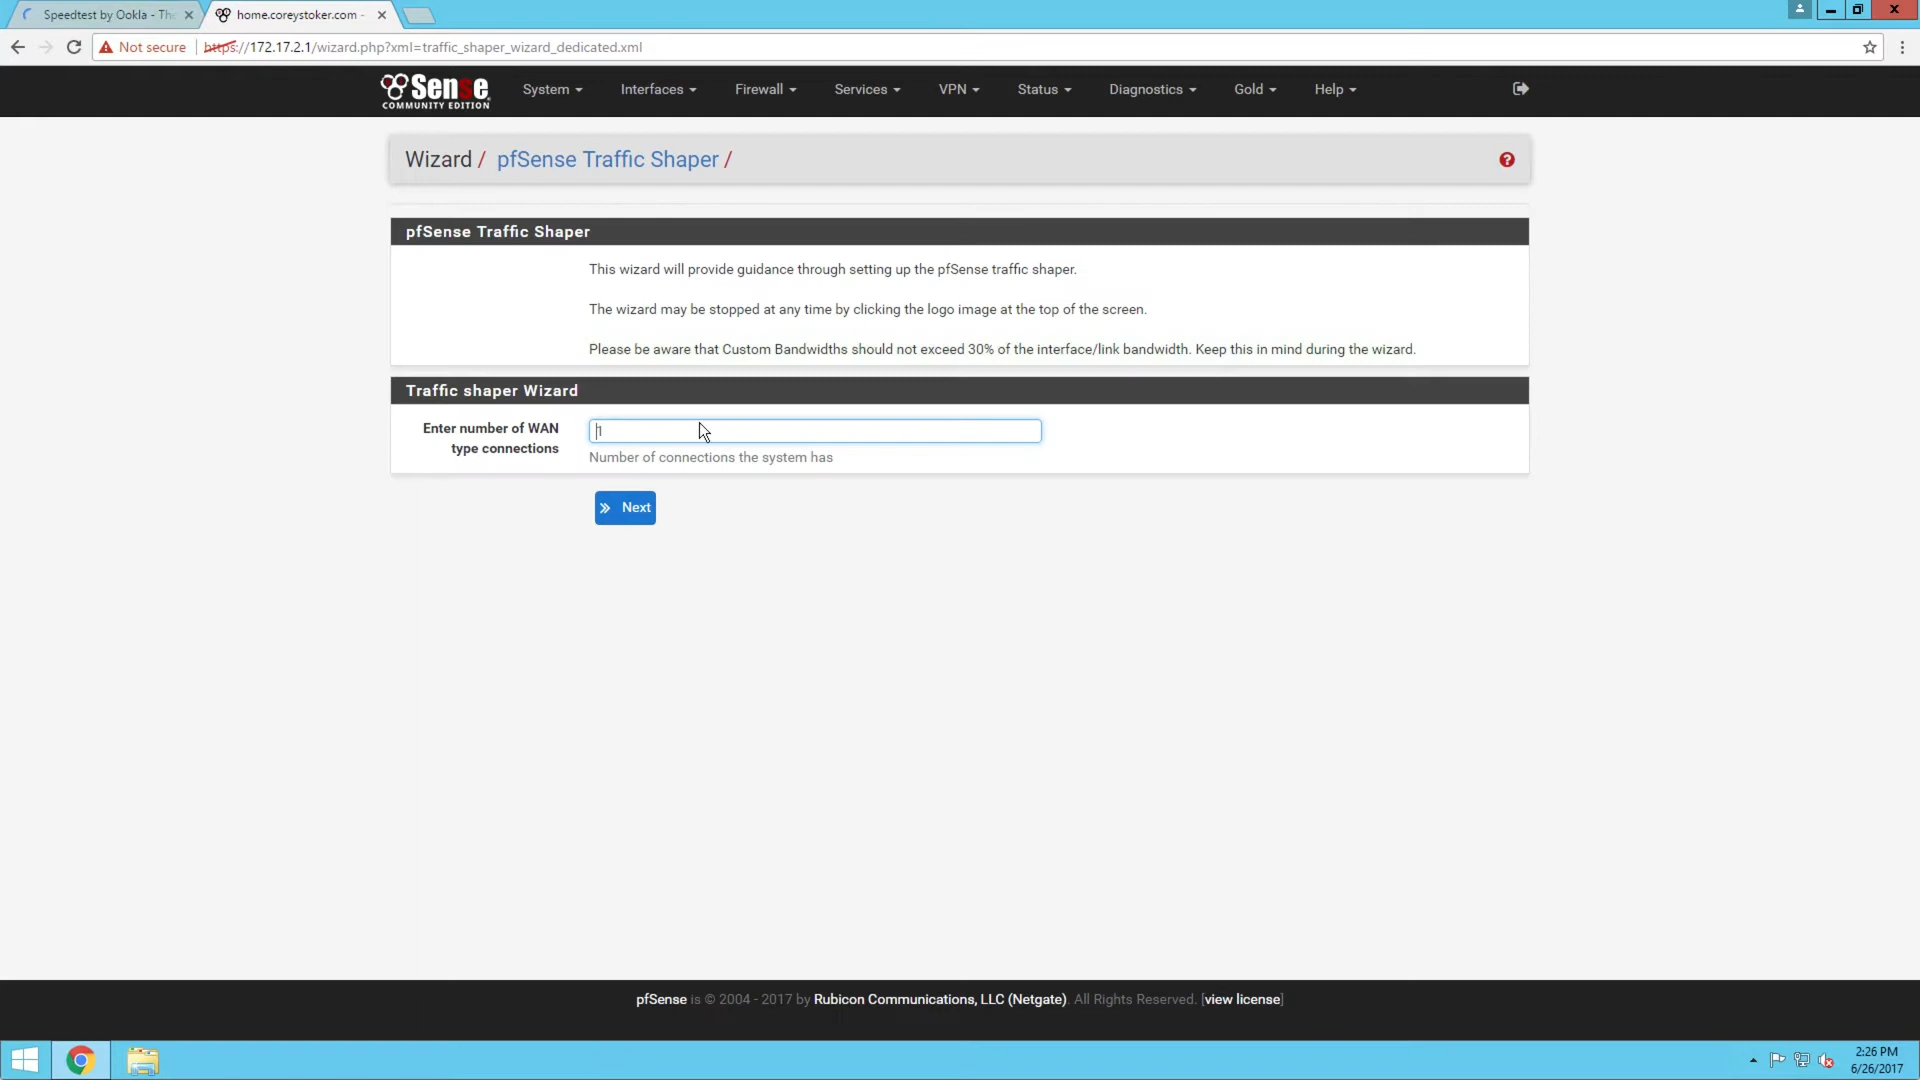 Speedtest by Ookla - Th
home.coreystoker.com -
Not secure
https://172.17.2.1/wizard.php?xml=traffic_shaper_wizard_dedicated.xml
Sense
COMMUNITY EDITION
System
Interfaces
Firewall
Services
VPN
Status
Diagnostics
Gold
Help
Wizard / pfSense Traffic Shaper /
pfSense Traffic Shaper
This wizard will provide guidance through setting up the pfSense traffic shaper.
The wizard may be stopped at any time by clicking the logo image at the top of the screen.
Please be aware that Custom Bandwidths should not exceed 30% of the interface/link bandwidth. Keep this in mind during the wizard.
Traffic shaper Wizard
Enter number of WAN
type connections
1
Number of connections the system has
Next
pfSense is © 2004 - 2017 by Rubicon Communications, LLC (Netgate). All Rights Reserved. [view license]
2:26 PM
6/26/2017